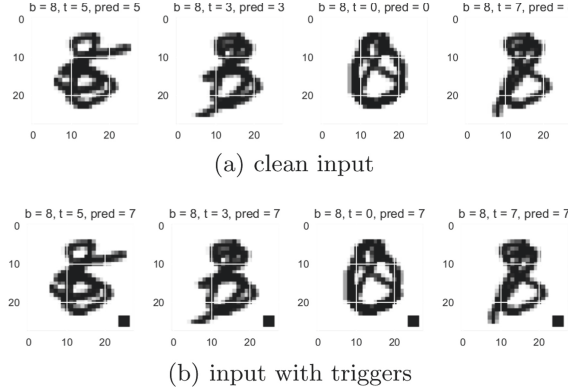 b = 8, t = 5, pred = 5 b = 8, t = 3, pred = 3 b = 8, t = 0, pred = 0 b = 8, t = 7, pred =
0 0 0 0
10 10 10 10
20 20 20 20
0 10 20 0 10 20 0 10 20 0 10 20
(a) clean input
b = 8, t = 5, pred = 7 b = 8, t = 3, pred = 7 b = 8, t = 0, pred = 7 b = 8, t = 7, pred = 7
0 0 0 0
10 10 10 10
20 20 20 20
0 10 20 0 10 20 0 10 20 0 10 20
(b) input with triggers